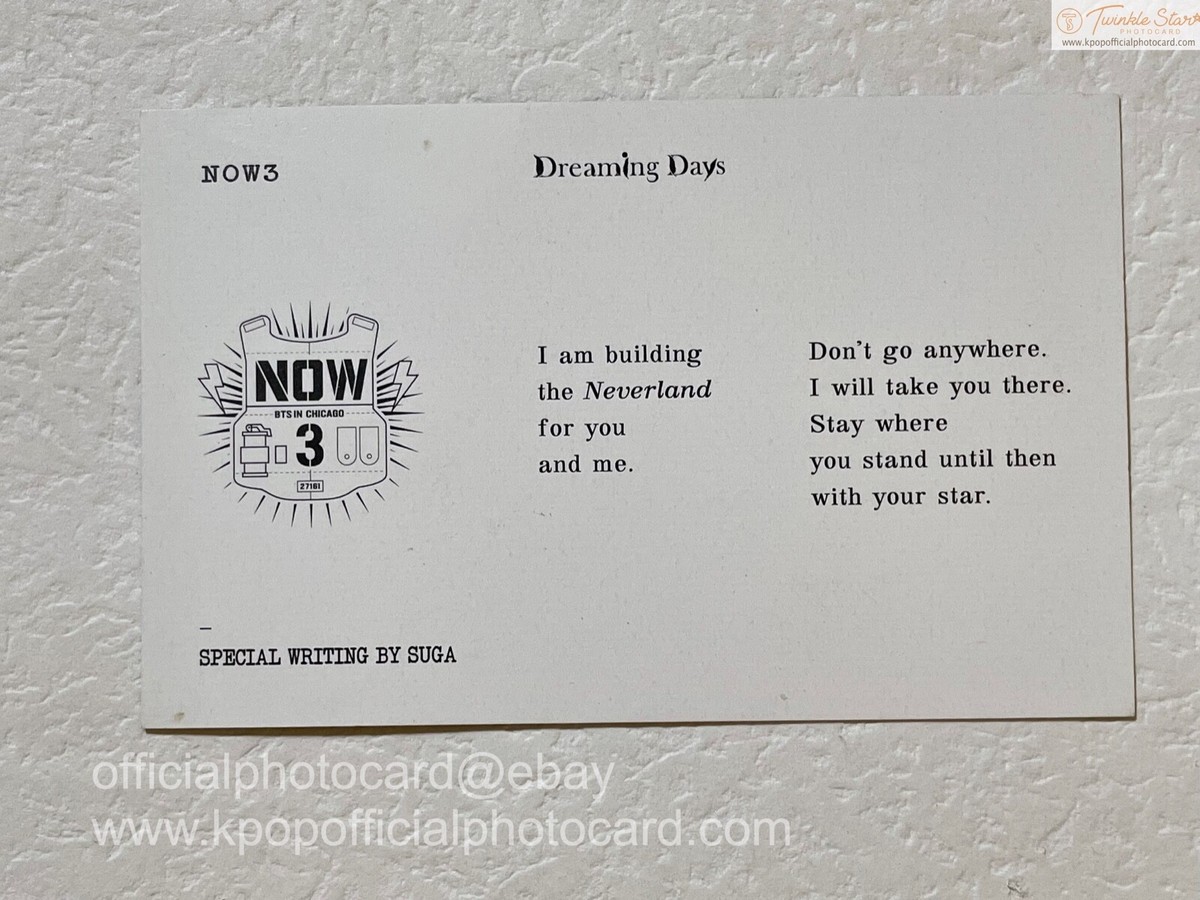 Twinkle Star
PHOTOCARD
www.kpopofficialphotocard.com
NOW3
Dreaming Days
NOW
BTS IN CHICAGO
3
27161
I am building
the Neverland
for you
and me.
Don't go anywhere.
I will take you there.
Stay where
you stand until then
with your star.
SPECIAL WRITING BY SUGA
officialphotocard@ebay
www.kpopofficialphotocard.com